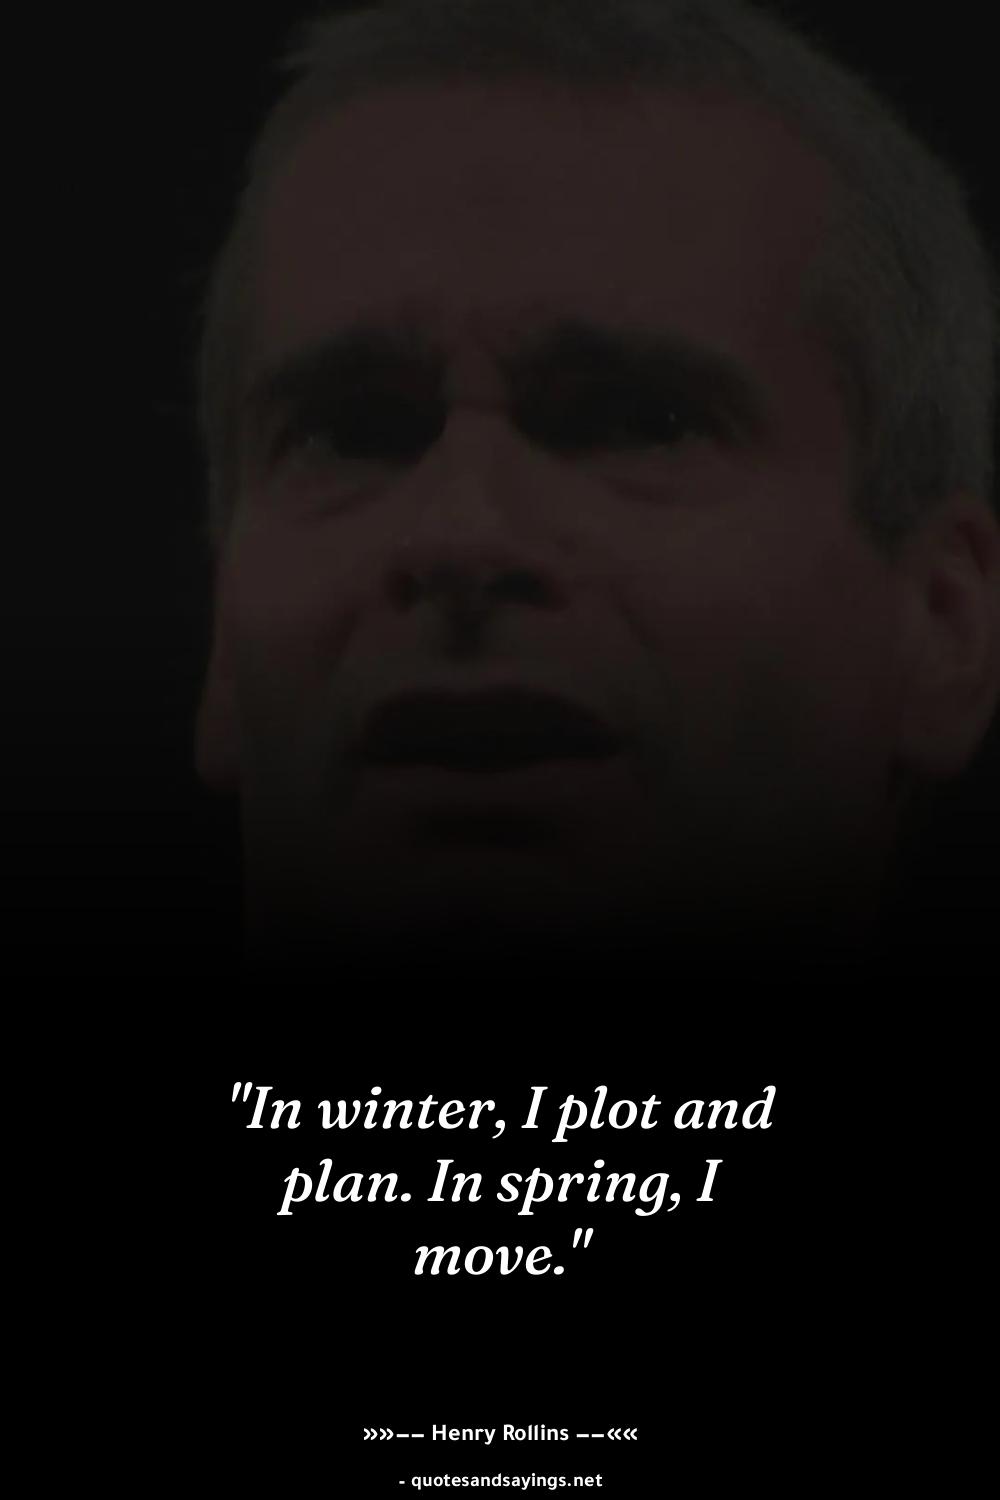 "In winter, I plot and
plan. In spring, I
move."
»»−− Henry Rollins −−««
- quotesandsayings.net